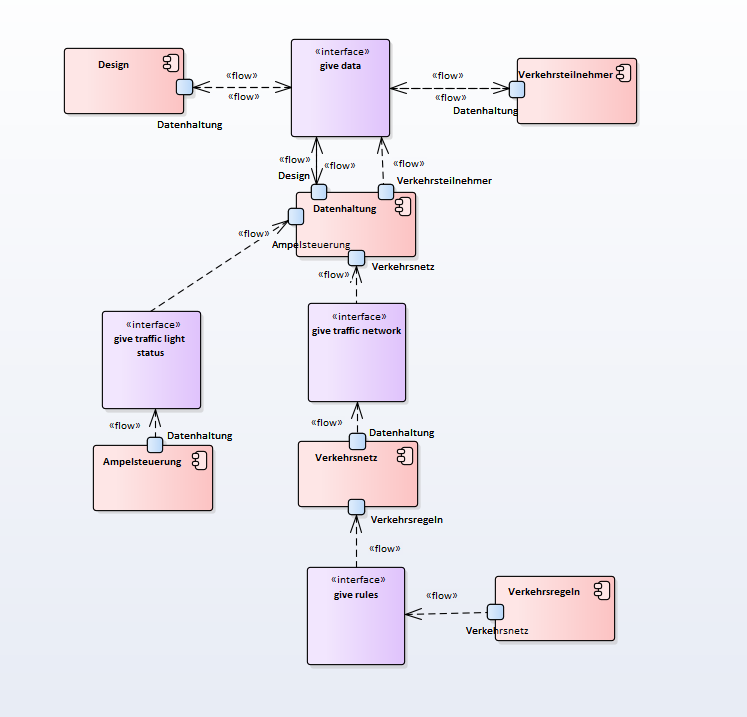 «interface»
give data
Design
«flow»
«flow»
Datenhaltung
«flow»
«flow»
Verkehrsteilnehmer
Datenhaltung
«flow»
«flow»
Design
«flow»
Verkehrsteilnehmer
Datenhaltung
«flow»
Ampelsteuerung
Verkehrsnetz
«flow»
«interface»
give traffic light
status
«interface»
give traffic network
«flow»
Datenhaltung
Ampelsteuerung
«flow»
Datenhaltung
Verkehrsnetz
Verkehrsregeln
«flow»
«interface»
give rules
«flow»
Verkehrsregeln
Verkehrsnetz